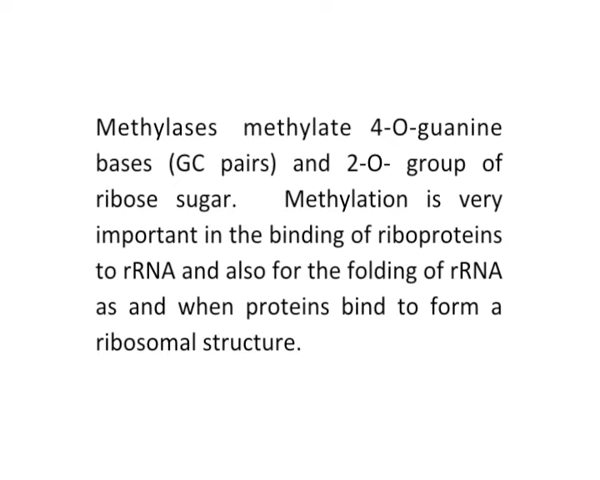 Methylases methylate 4-O-guanine
bases (GC pairs) and 2-O- group of
ribose sugar. Methylation is very
important in the binding of riboproteins
to rRNA and also for the folding of rRNA
as and when proteins bind to form a
ribosomal structure.